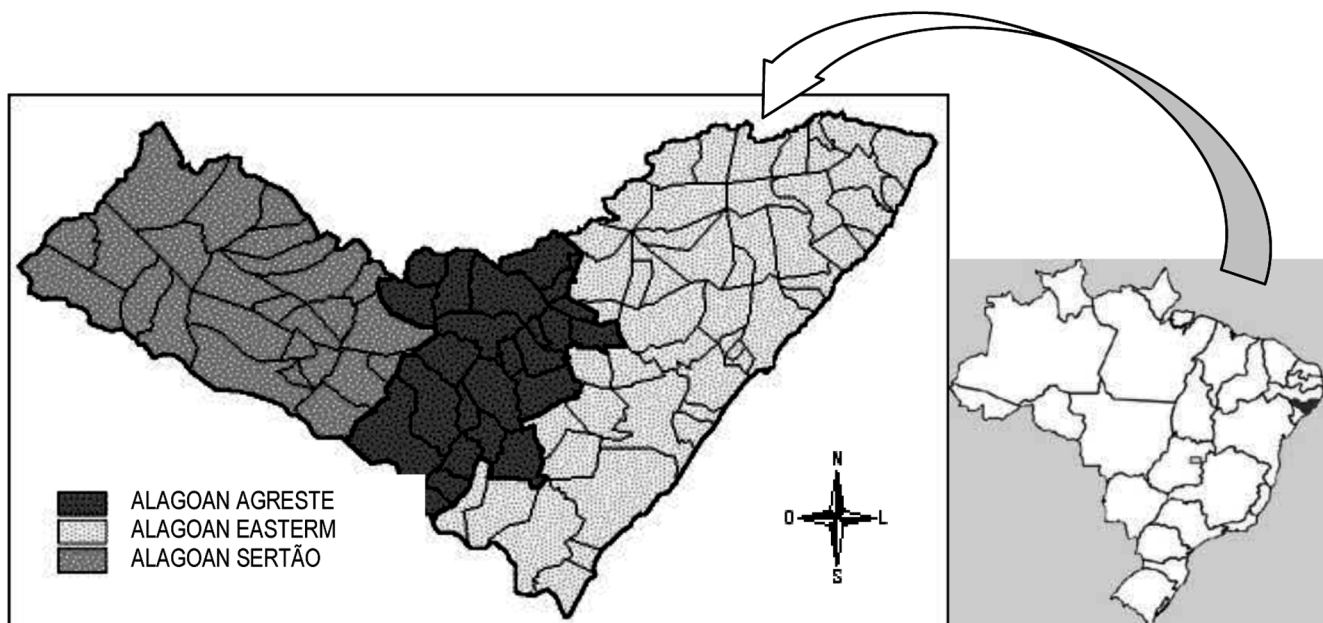 ALAGOAN AGRESTE
ALAGOAN EASTERM
ALAGOAN SERTÃO
N
O L
S